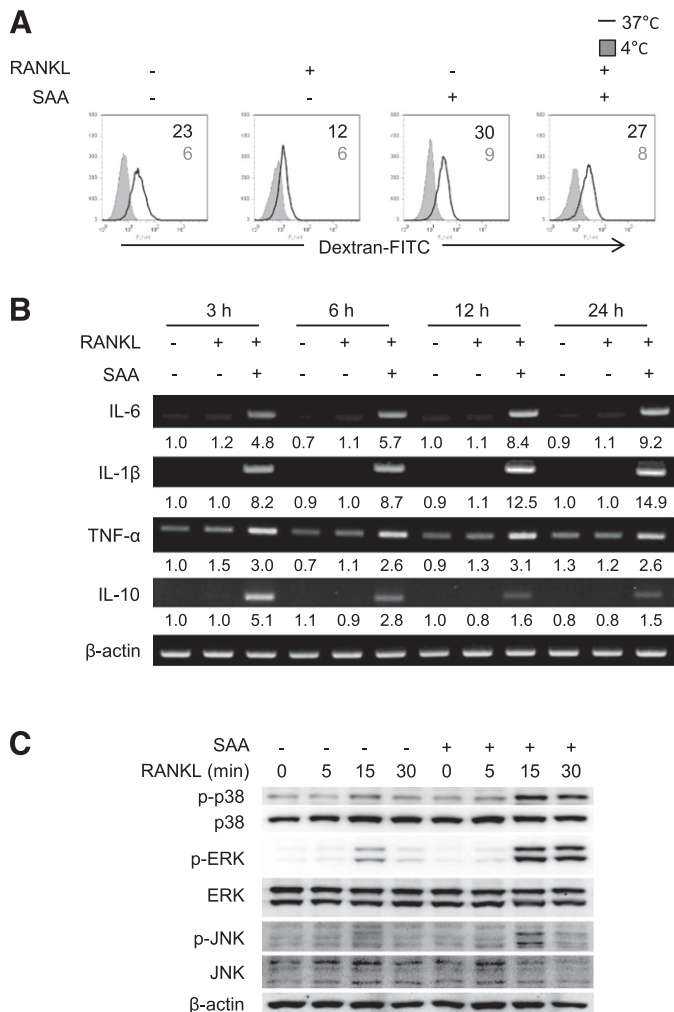 A
37°C
4°C
RANKL - + - +
SAA - - + +
23 12 30 27
6 6 9 8
Dextran-FITC
B
3 h 6 h 12 h 24 h
RANKL - + + - + + - + + - + +
SAA - - + - - + - - + - - +
IL-6
1.0 1.2 4.8 0.7 1.1 5.7 1.0 1.1 8.4 0.9 1.1 9.2
IL-1β
1.0 1.0 8.2 0.9 1.0 8.7 0.9 1.1 12.5 1.0 1.0 14.9
TNF-α
1.0 1.5 3.0 0.7 1.1 2.6 0.9 1.3 3.1 1.3 1.2 2.6
IL-10
1.0 1.0 5.1 1.1 0.9 2.8 1.0 0.8 1.6 0.8 0.8 1.5
β-actin
C
SAA - - - - + + + +
RANKL (min) 0 5 15 30 0 5 15 30
p-p38
p38
p-ERK
ERK
p-JNK
JNK
β-actin